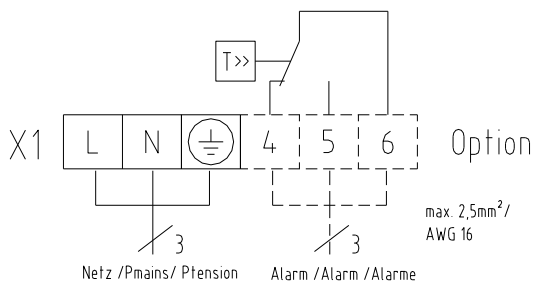 T>>
X1 L N 4 5 6 Option
max. 2,5mm²/
AWG 16
3 3
Netz /Pmains/ Ptension Alarm /Alarm /Alarme